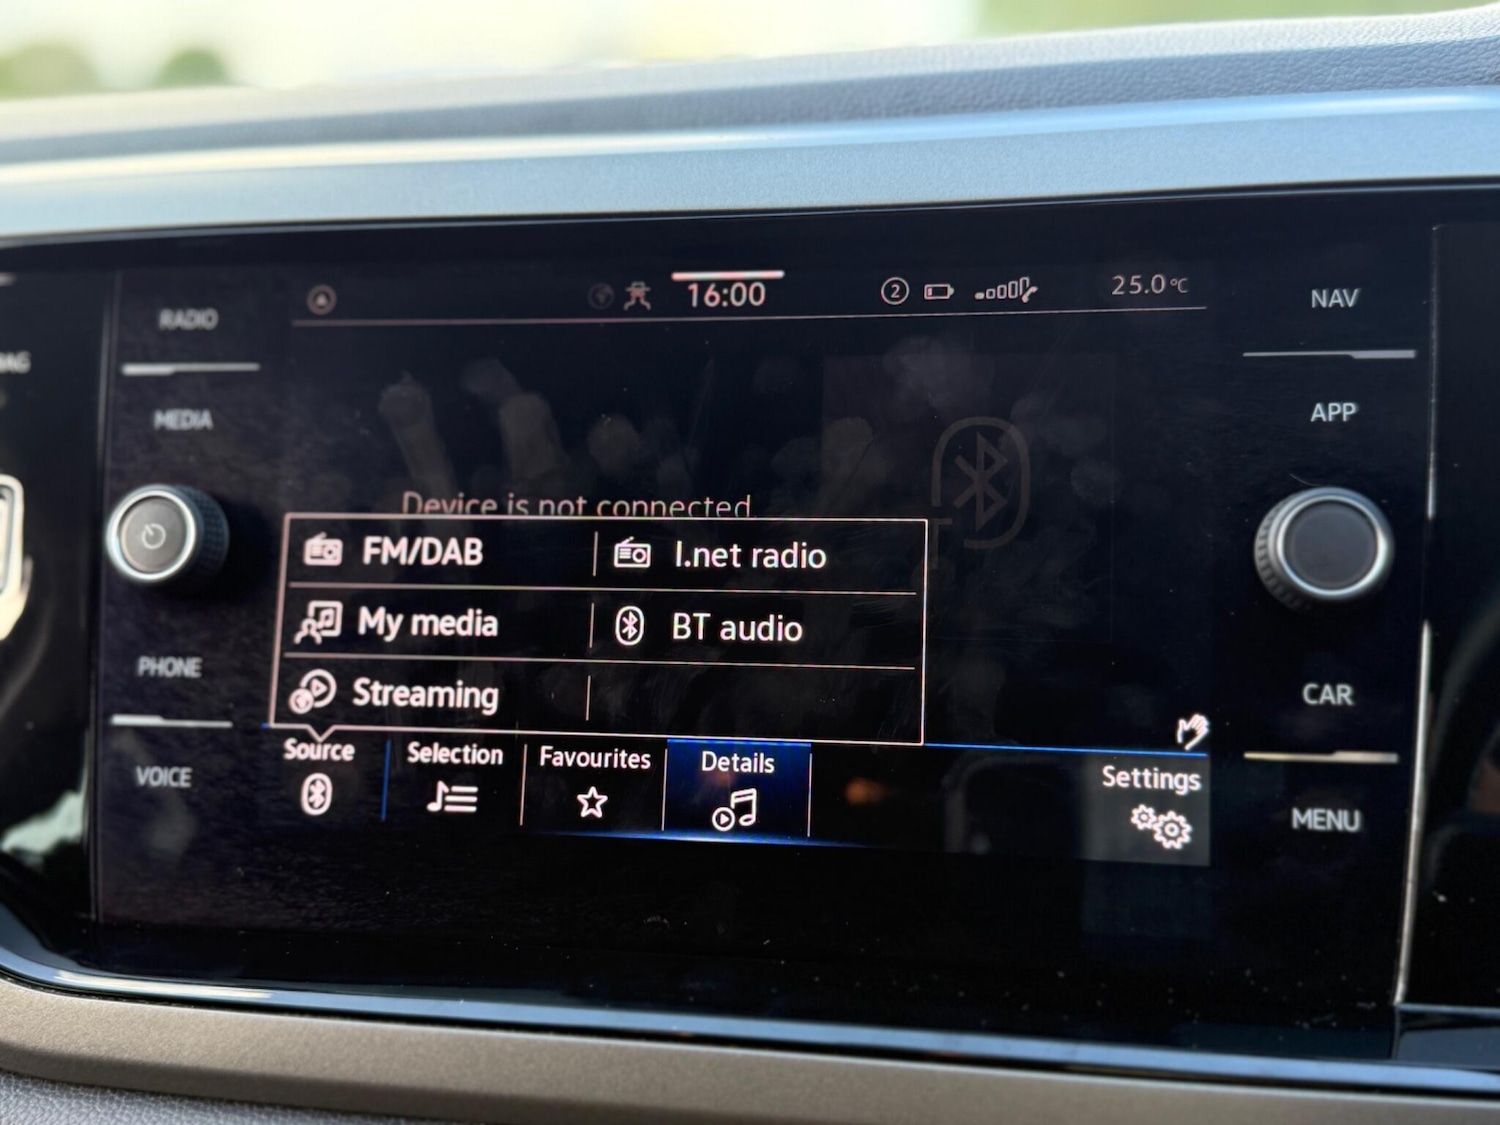 16:00
2
25.0°C
RADIO
MEDIA
PHONE
VOICE
Device is not connected.
FM/DAB
I.net radio
My media
BT audio
Streaming
Source
Selection
Favourites
Details
Settings
NAV
APP
CAR
MENU